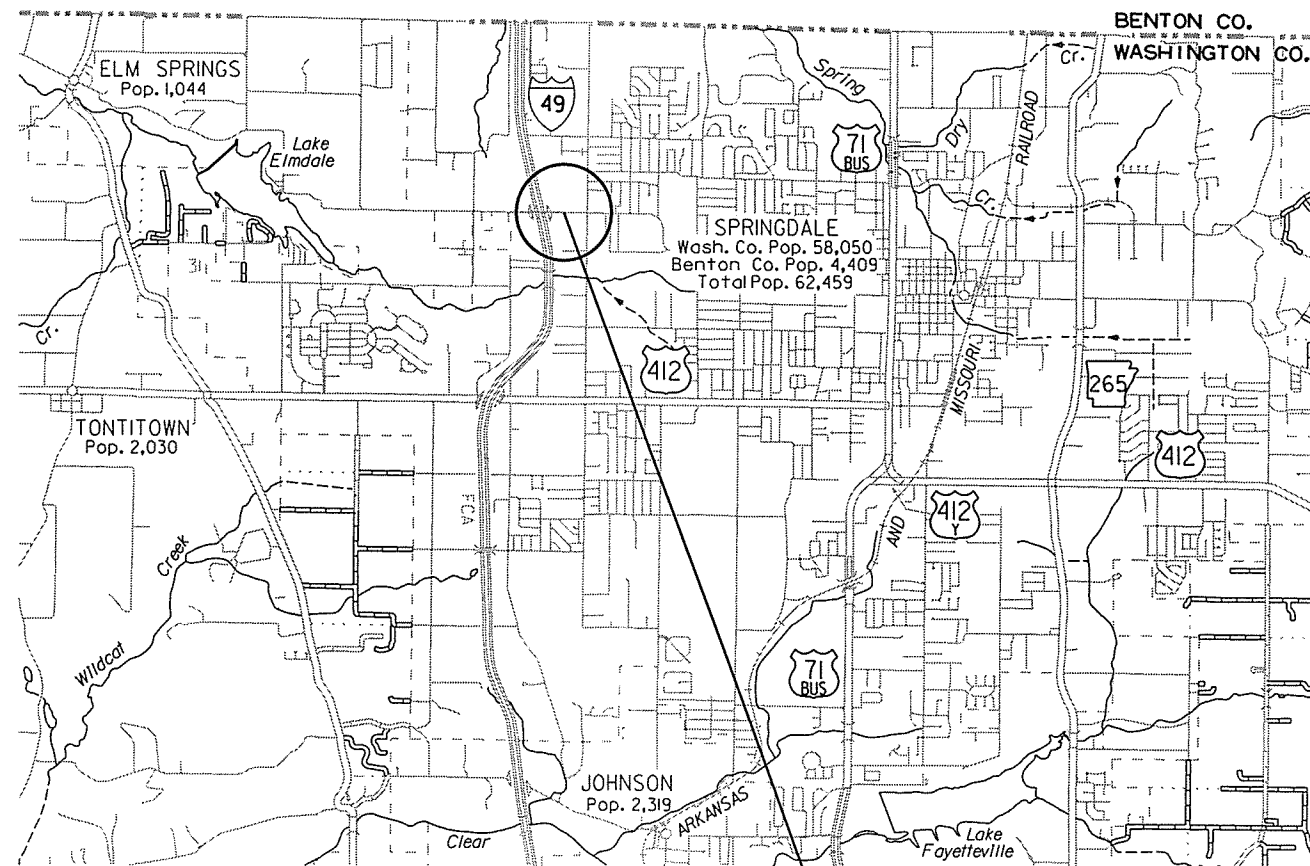 BENTON CO.
WASHINGTON CO.
ELM SPRINGS
Pop. 1,044
49
Lake
Elmdale
Spring
71
BUS
Dry
Cr.
RAILROAD
Cr.
SPRINGDALE
Wash. Co. Pop. 58,050
Benton Co. Pop. 4,409
Total Pop. 62,459
31
Cr.
412
MISSOURI
265
TONTITOWN
Pop. 2,030
412
FCA
412
Y
AND
Creek
Wildcat
71
BUS
JOHNSON
Pop. 2,319
ARKANSAS
Clear
Lake
Fayetteville